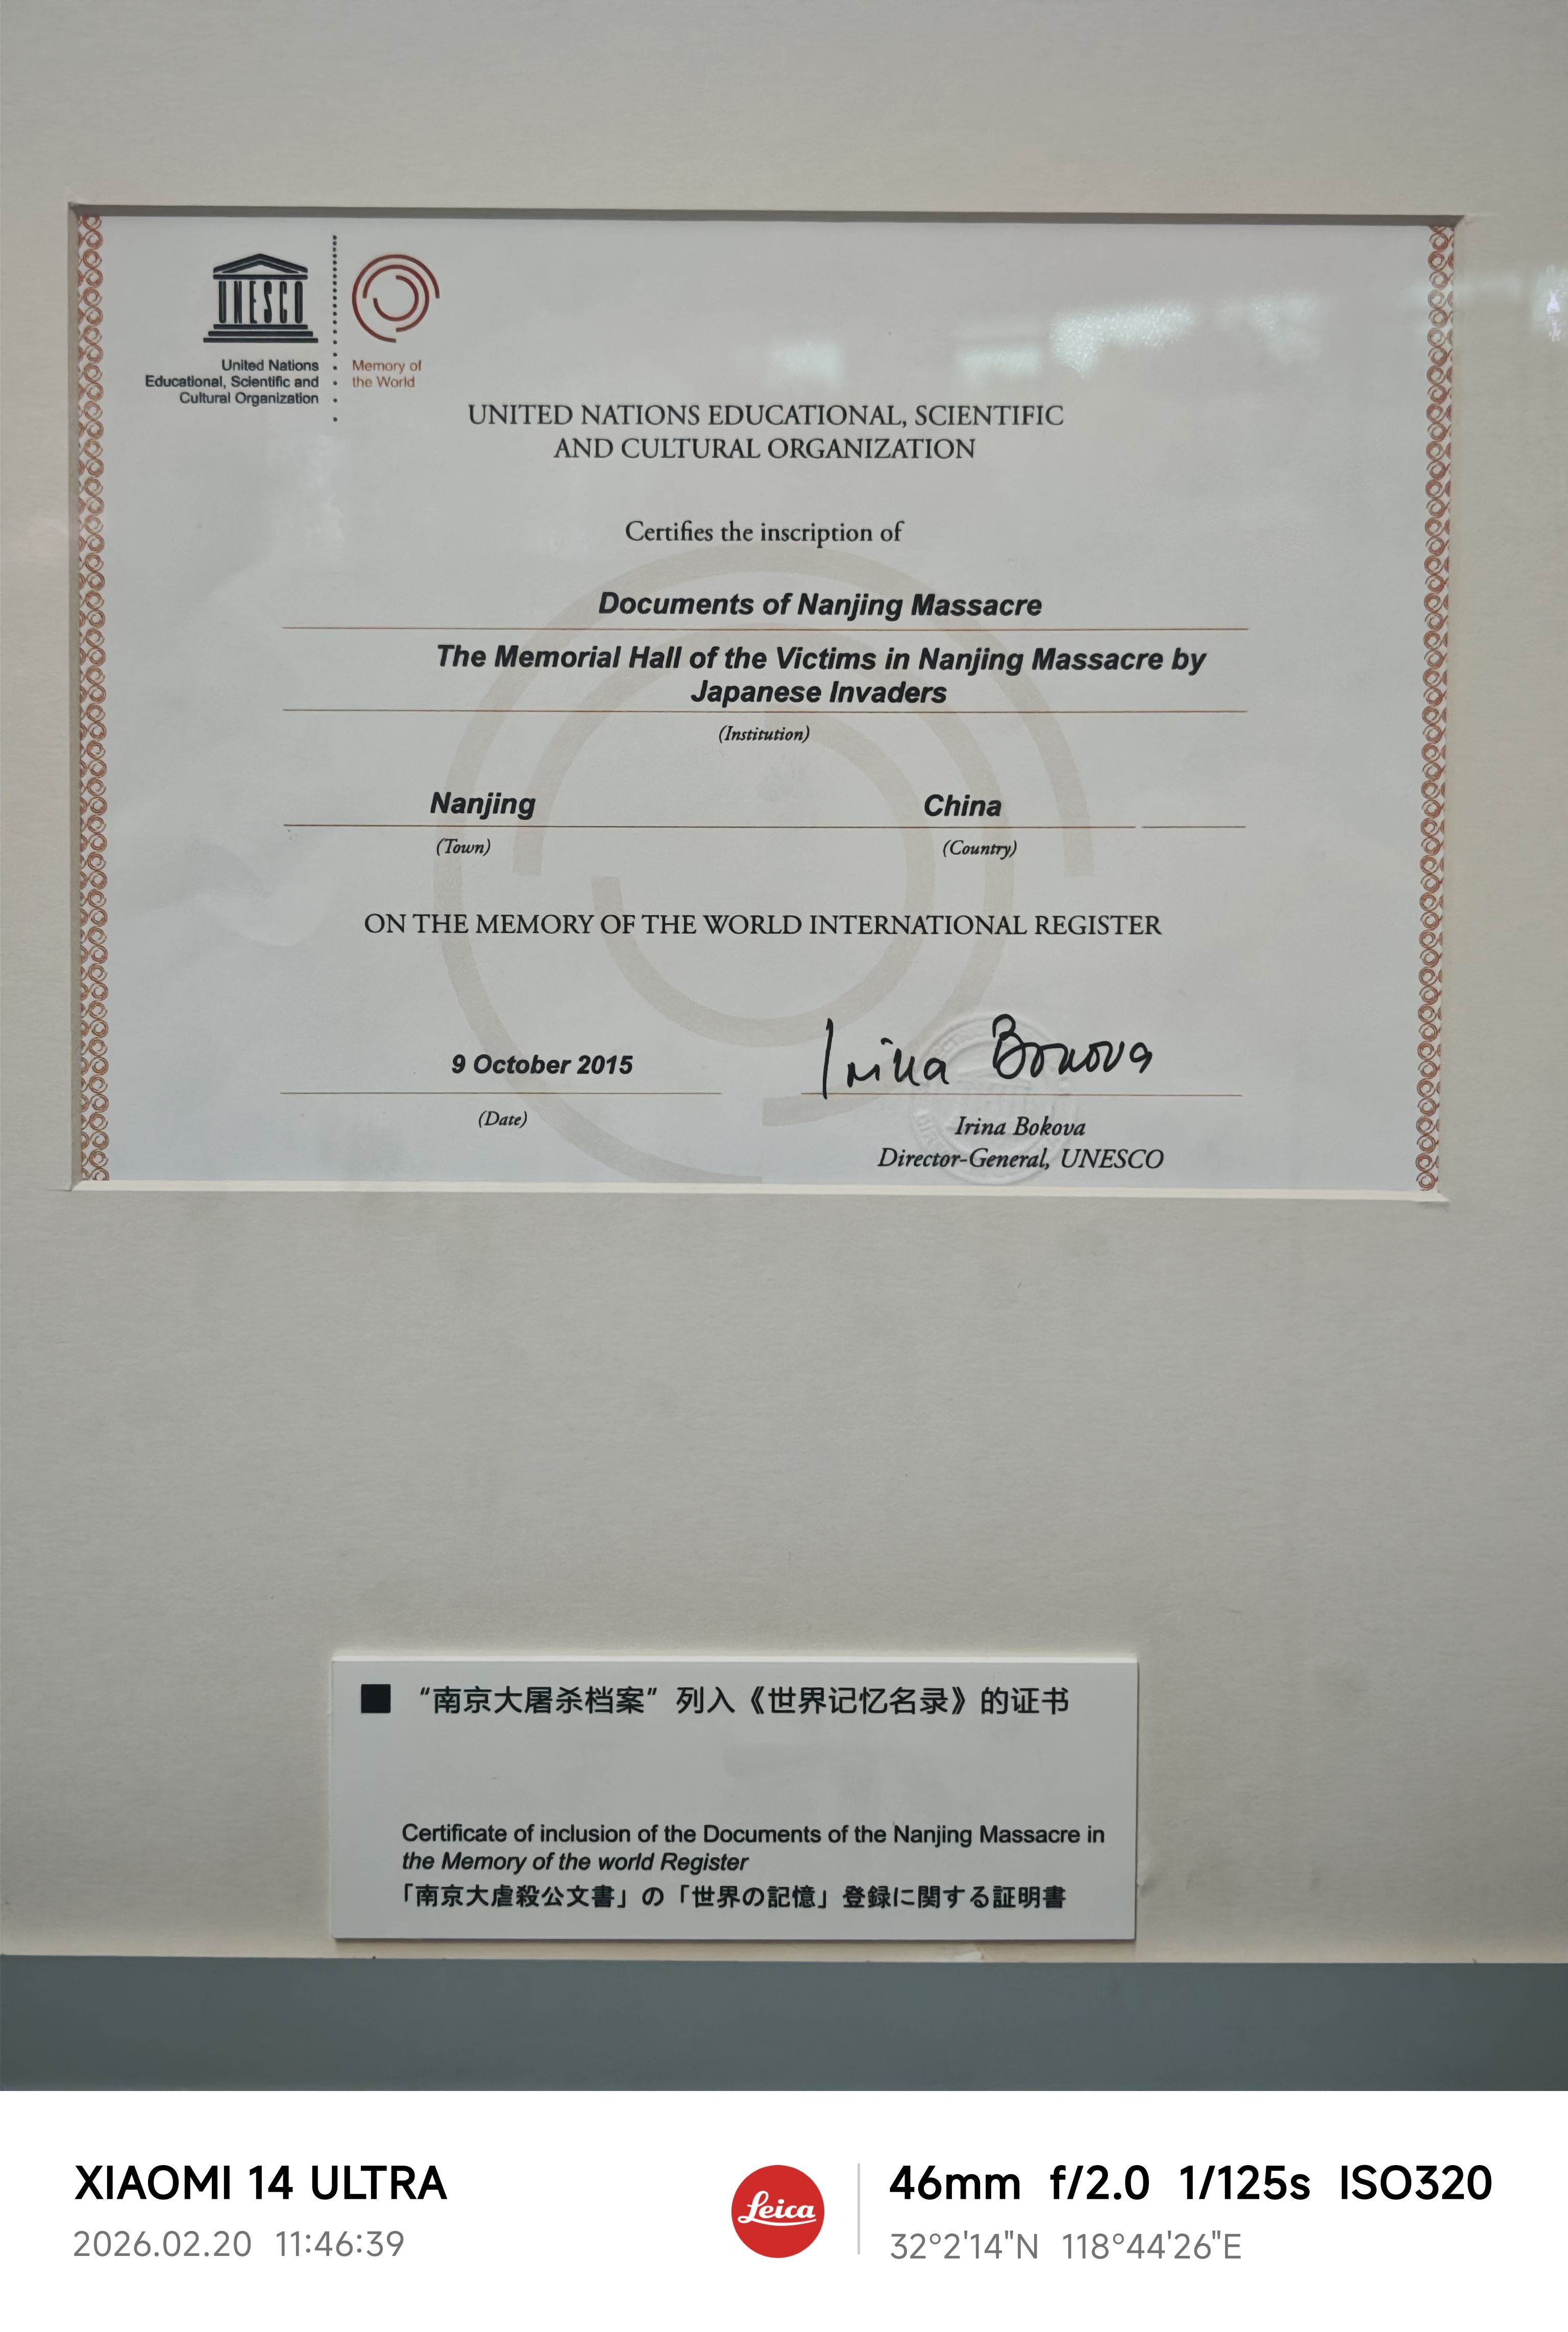 UNESCO
United Nations
Educational, Scientific and
Cultural Organization
Memory of
the World
UNITED NATIONS EDUCATIONAL, SCIENTIFIC
AND CULTURAL ORGANIZATION
Certifies the inscription of
Documents of Nanjing Massacre
The Memorial Hall of the Victims in Nanjing Massacre by
Japanese Invaders
(Institution)
Nanjing China
(Town) (Country)
ON THE MEMORY OF THE WORLD INTERNATIONAL REGISTER
9 October 2015 Irina Bokova
(Date)
Irina Bokova
Director-General, UNESCO
■ “南京大屠杀档案”列入《世界记忆名录》的证书
Certificate of inclusion of the Documents of the Nanjing Massacre in
the Memory of the world Register
「南京大虐殺公文書」の「世界の記憶」登録に関する証明書
XIAOMI 14 ULTRA
2026.02.20 11:46:39
Leica
46mm f/2.0 1/125s ISO320
32°2'14"N 118°44'26"E